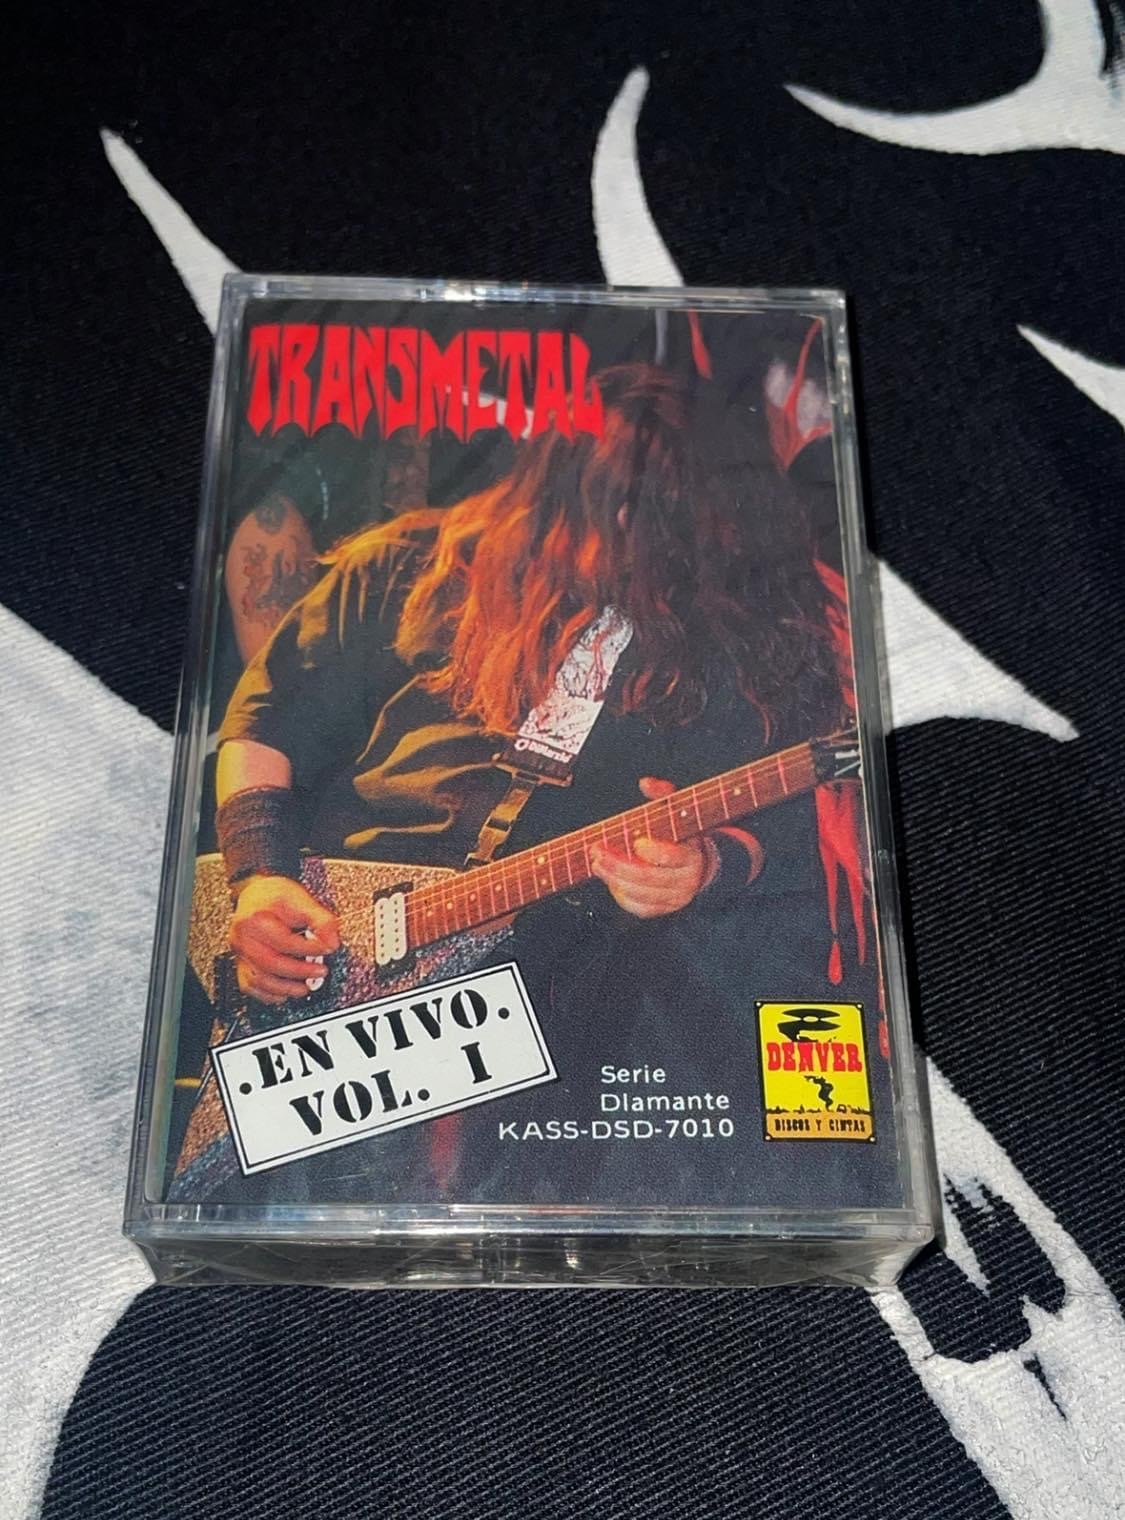 TRANSMETAL
.EN VIVO.
VOL. I
Serie
Diamante
KASS-DSD-7010
DENVER
DISCOS Y CINTAS